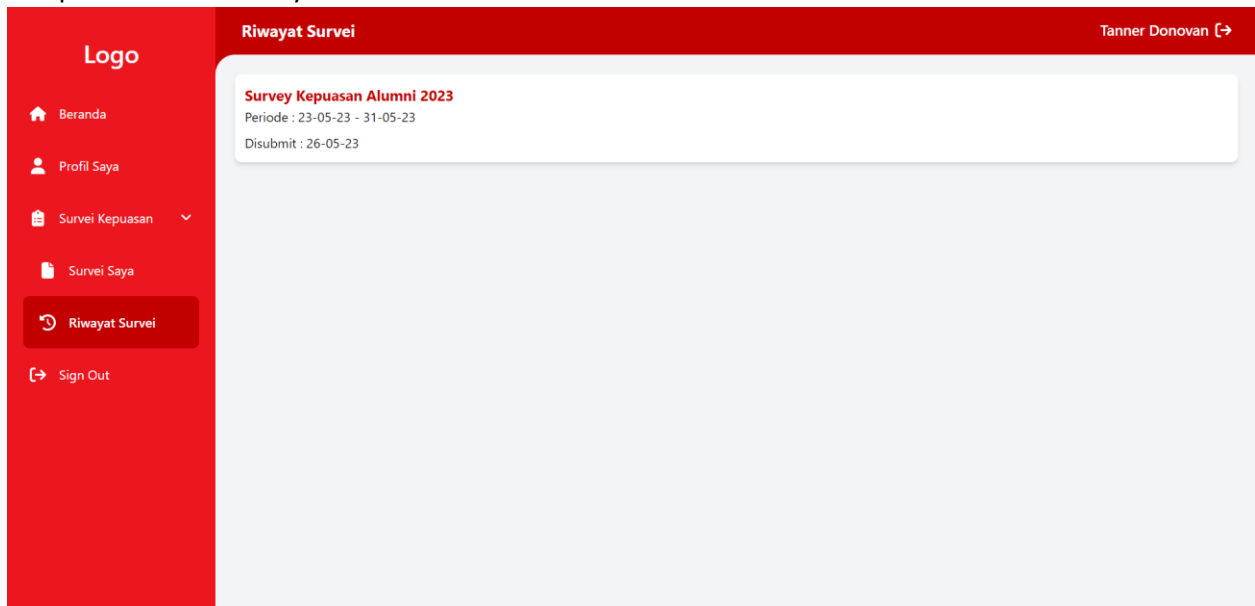 Logo
Beranda
Profil Saya
Survei Kepuasan
Survei Saya
Riwayat Survei
Sign Out
Riwayat Survei
Tanner Donovan
Survey Kepuasan Alumni 2023
Periode : 23-05-23 - 31-05-23
Disubmit : 26-05-23